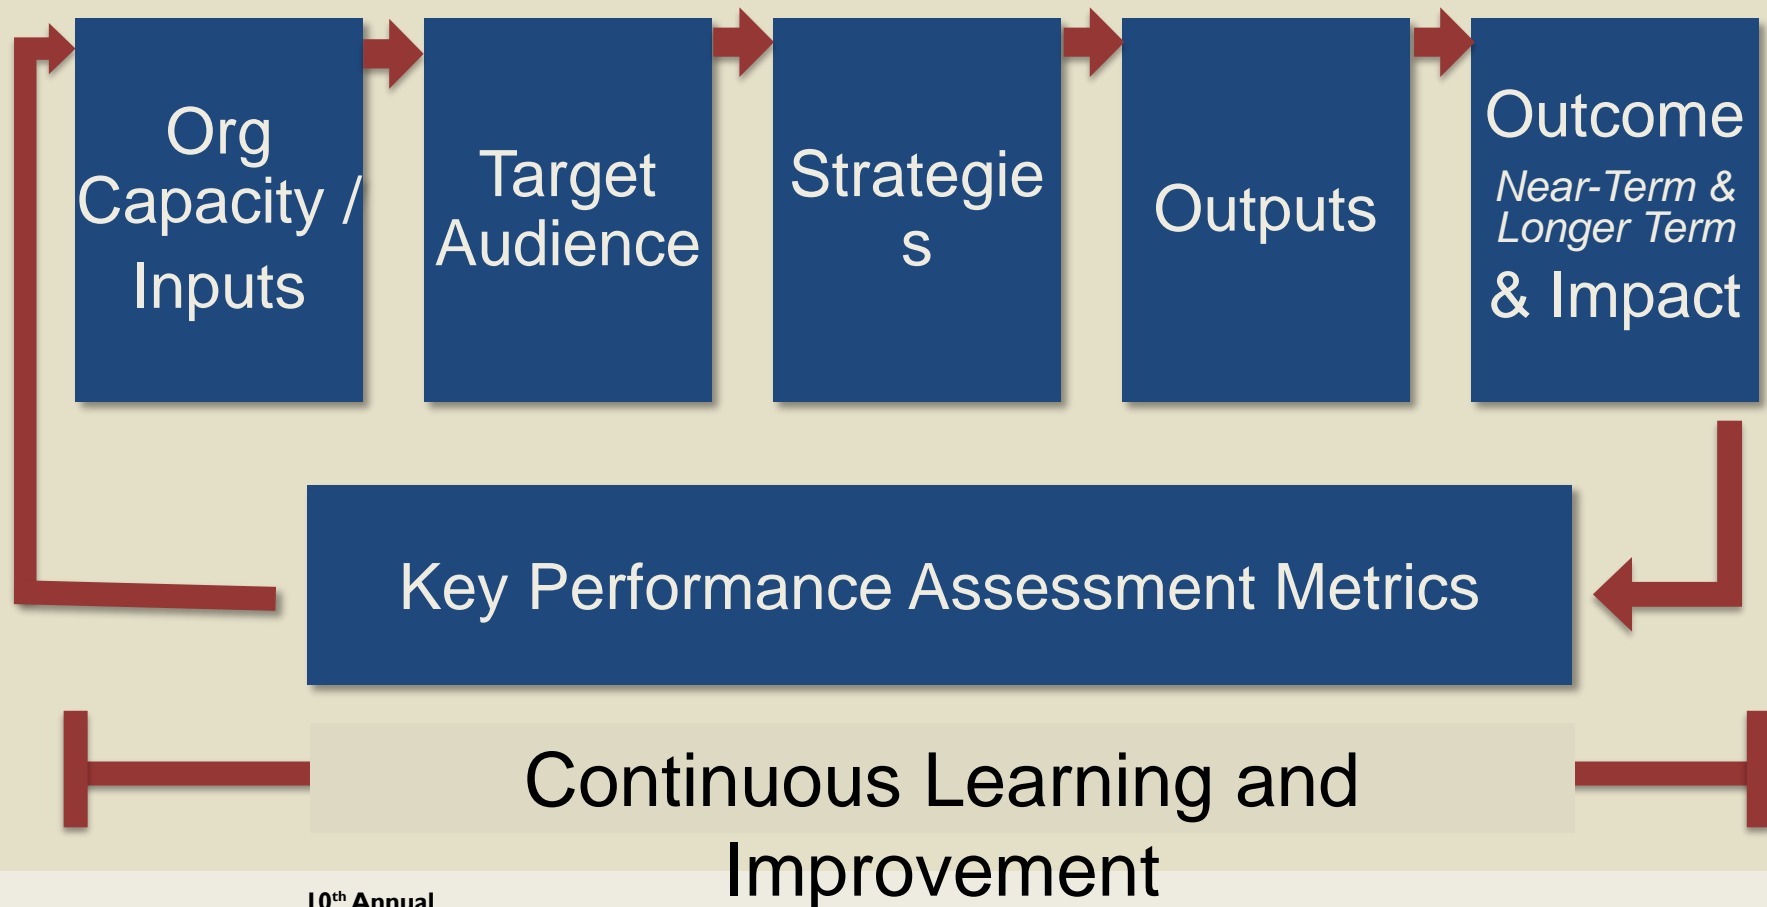 Org
Capacity /
Inputs
Target
Audience
Strategie
s
Outputs
Outcome
Near-Term &
Longer Term
& Impact
Key Performance Assessment Metrics
Continuous Learning and
Improvement
10th Annual